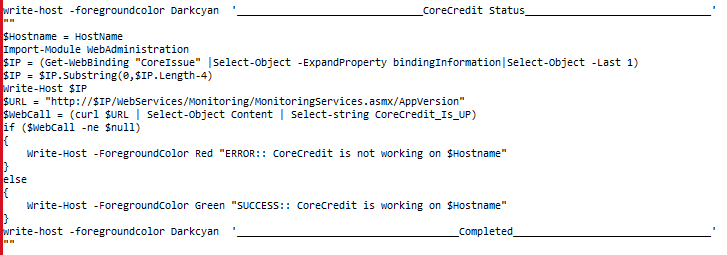 write-host -foregroundcolor Darkcyan  '______________________________CoreCredit Status______________________________'
""
$Hostname = HostName
Import-Module WebAdministration
$IP = (Get-WebBinding "CoreIssue" |Select-Object -ExpandProperty bindingInformation|Select-Object -Last 1)
$IP = $IP.Substring(0,$IP.Length-4)
Write-Host $IP
$URL = "http://$IP/WebServices/Monitoring/MonitoringServices.asmx/AppVersion"
$WebCall = (curl $URL | Select-Object Content | Select-string CoreCredit_Is_UP)
if ($WebCall -ne $null)
{
    Write-Host -ForegroundColor Red "ERROR:: CoreCredit is not working on $Hostname"
}
else
{
    Write-Host -ForegroundColor Green "SUCCESS:: CoreCredit is working on $Hostname"
}
write-host -foregroundcolor Darkcyan  '____________________________________Completed________________________________'
""